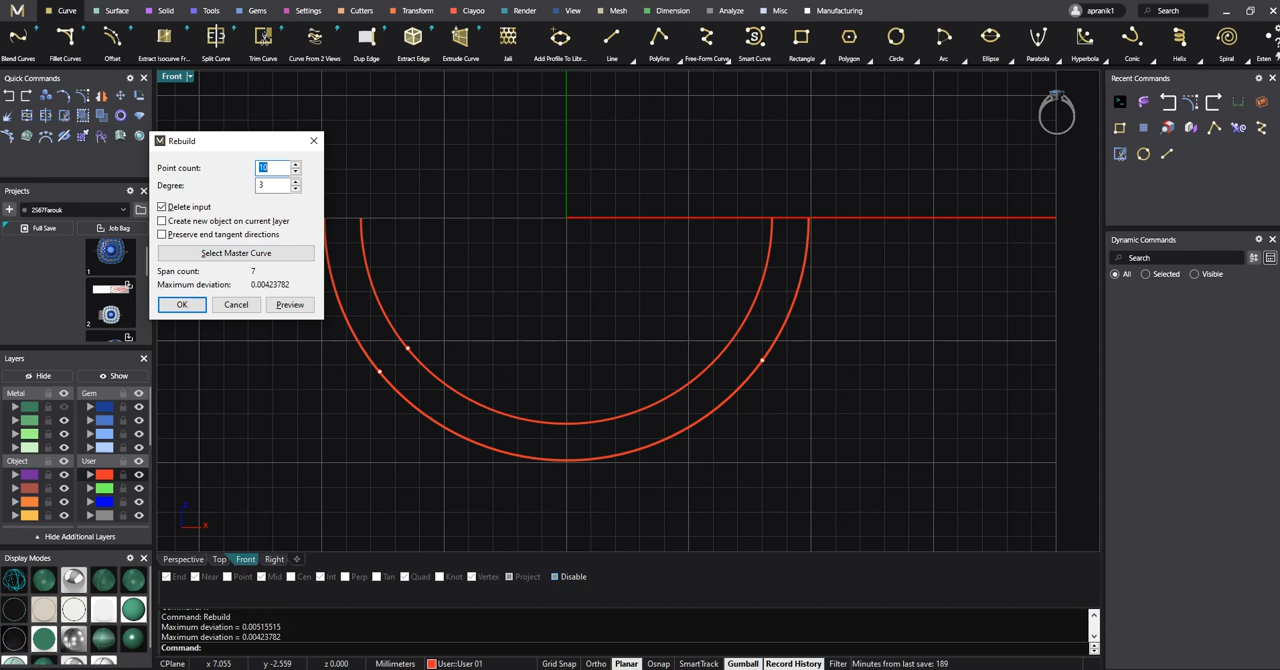 Curve Surface Solid Tools Gems Settings Cutters Transform Clayoo Render View Mesh Dimension Analyze Misc Manufacturing apranik1 Search
Blend Curves Fillet Curves Offset Extract Isocurve Fr... Split Curve Trim Curve Curve From 2 Views Dup Edge Extract Edge Extrude Curve Jali Add Profile To Libr... Line Polyline Free-Form Curve Smart Curve Rectangle Polygon Circle Arc Ellipse Parabola Hyperbola Conic Helix Spiral Exten
Quick Commands
Front
Recent Commands
Rebuild
Point count: 10
Degree: 3
Delete input
Create new object on current layer
Preserve end tangent directions
Select Master Curve
Span count: 7
Maximum deviation: 0.00423782
OK Cancel Preview
Projects
2567Farouk
Full Save Job Bag
1
2
Dynamic Commands
Search
All Selected Visible
Layers
Hide Show
Metal Gem
Object User
Hide Additional Layers
x
Display Modes
Perspective Top Front Right
End Near Point Mid Cen Int Perp Tan Quad Knot Vertex Project Disable
Command: Rebuild
Maximum deviation = 0.00515515
Maximum deviation = 0.00423782
Command:
CPlane x 7.055 y -2.559 z 0.000 Millimeters User::User 01 Grid Snap Ortho Planar Osnap SmartTrack Gumball Record History Filter Minutes from last save: 189